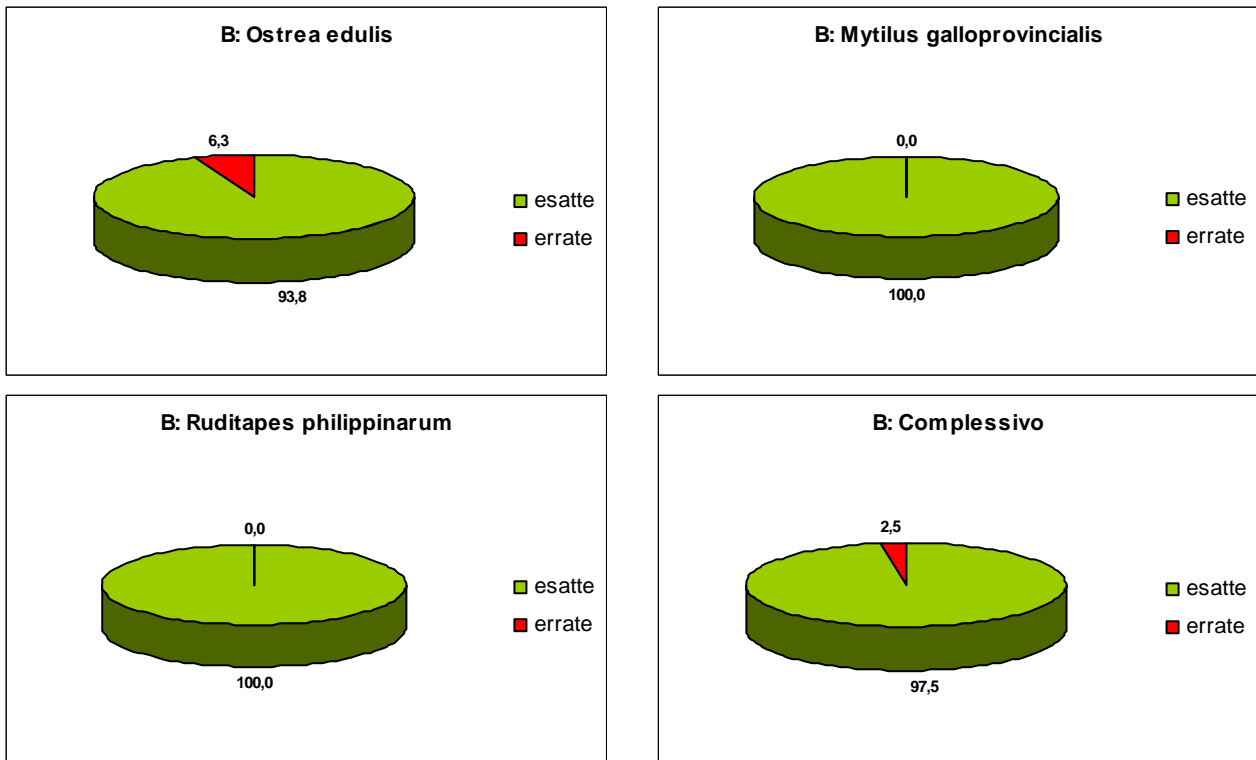 B: Ostrea edulis
6,3
esatte
errate
93,8
B: Mytilus galloprovincialis
0,0
esatte
errate
100,0
B: Ruditapes philippinarum
0,0
esatte
errate
100,0
B: Complessivo
2,5
esatte
errate
97,5